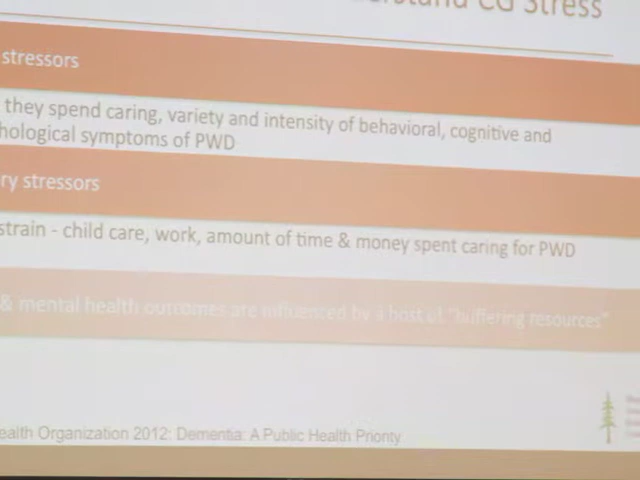 CG Stress
stressors
they spend caring, variety and intensity of behavioral, cognitive and
hological symptoms of PWD
ry stressors
strain - child care, work, amount of time & money spent caring for PWD
& mental health outcomes are influenced by a host of "buffering resources"
ealth Organization 2012: Dementia: A Public Health Priority